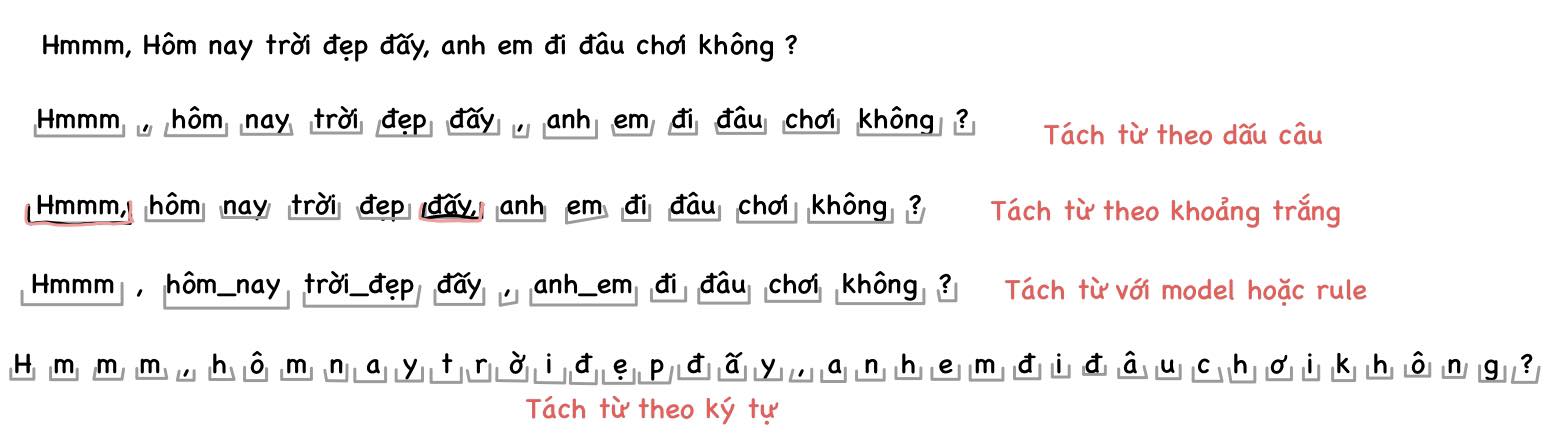 Hmmm, Hôm nay trời đẹp đấy, anh em đi đâu chơi không ?
Hmmm , hôm nay trời đẹp đấy , anh em đi đâu chơi không ?
Tách từ theo dấu câu
Hmmm, hôm nay trời đẹp đấy, anh em đi đâu chơi không ?
Tách từ theo khoảng trắng
Hmmm , hôm_nay trời_đẹp đấy , anh_em đi đâu chơi không ?
Tách từ với model hoặc rule
H m m m , h ô m n a y t r ờ i đ ẹ p đ ấ y , a n h e m đ i đ â u c h ơ i k h ô n g ?
Tách từ theo ký tự